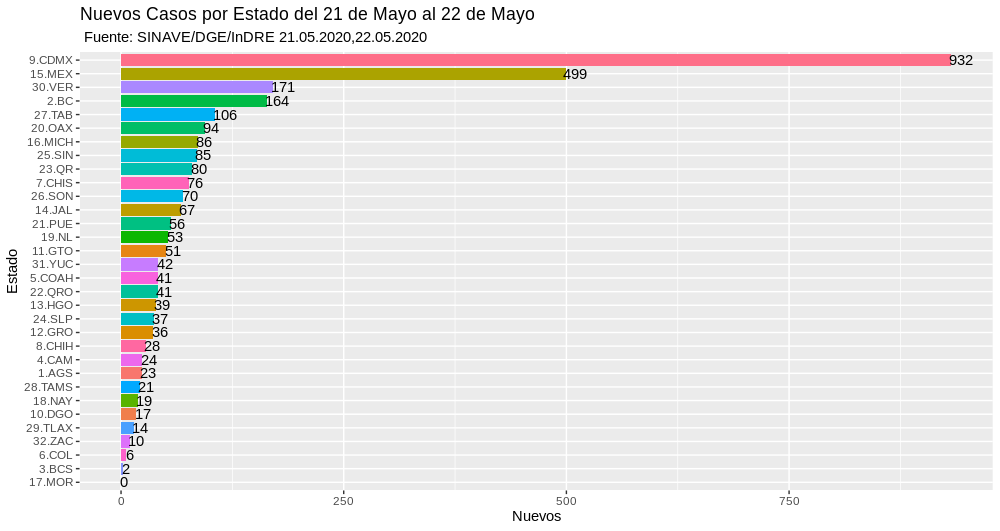 Nuevos Casos por Estado del 21 de Mayo al 22 de Mayo
Fuente: SINAVE/DGE/InDRE 21.05.2020,22.05.2020
Estado
9.CDMX 932
15.MEX 499
30.VER 171
2.BC 164
27.TAB 106
20.OAX 94
16.MICH 86
25.SIN 85
23.QR 80
7.CHIS 76
26.SON 70
14.JAL 67
21.PUE 56
19.NL 53
11.GTO 51
31.YUC 42
5.COAH 41
22.QRO 41
13.HGO 39
24.SLP 37
12.GRO 36
8.CHIH 28
4.CAM 24
1.AGS 23
28.TAMS 21
18.NAY 19
10.DGO 17
29.TLAX 14
32.ZAC 10
6.COL 6
3.BCS 2
17.MOR 0
0 250 500 750
Nuevos